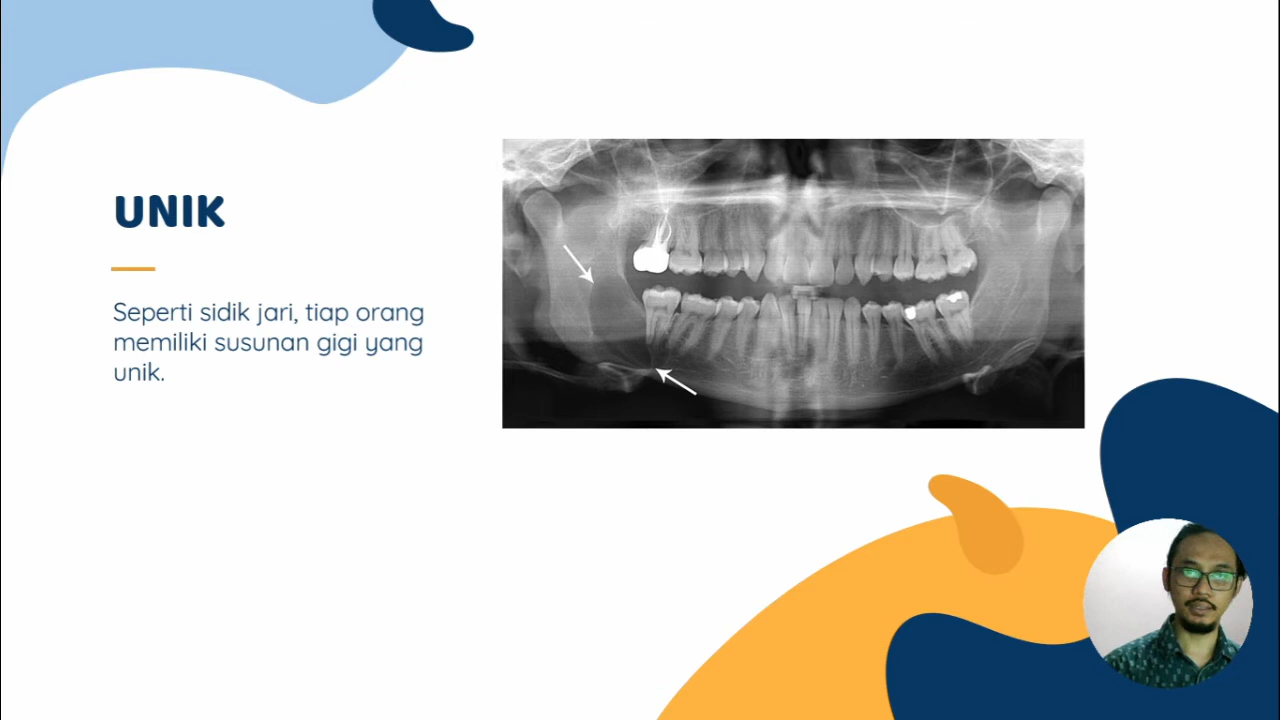 UNIK
Seperti sidik jari, tiap orang
memiliki susunan gigi yang
unik.